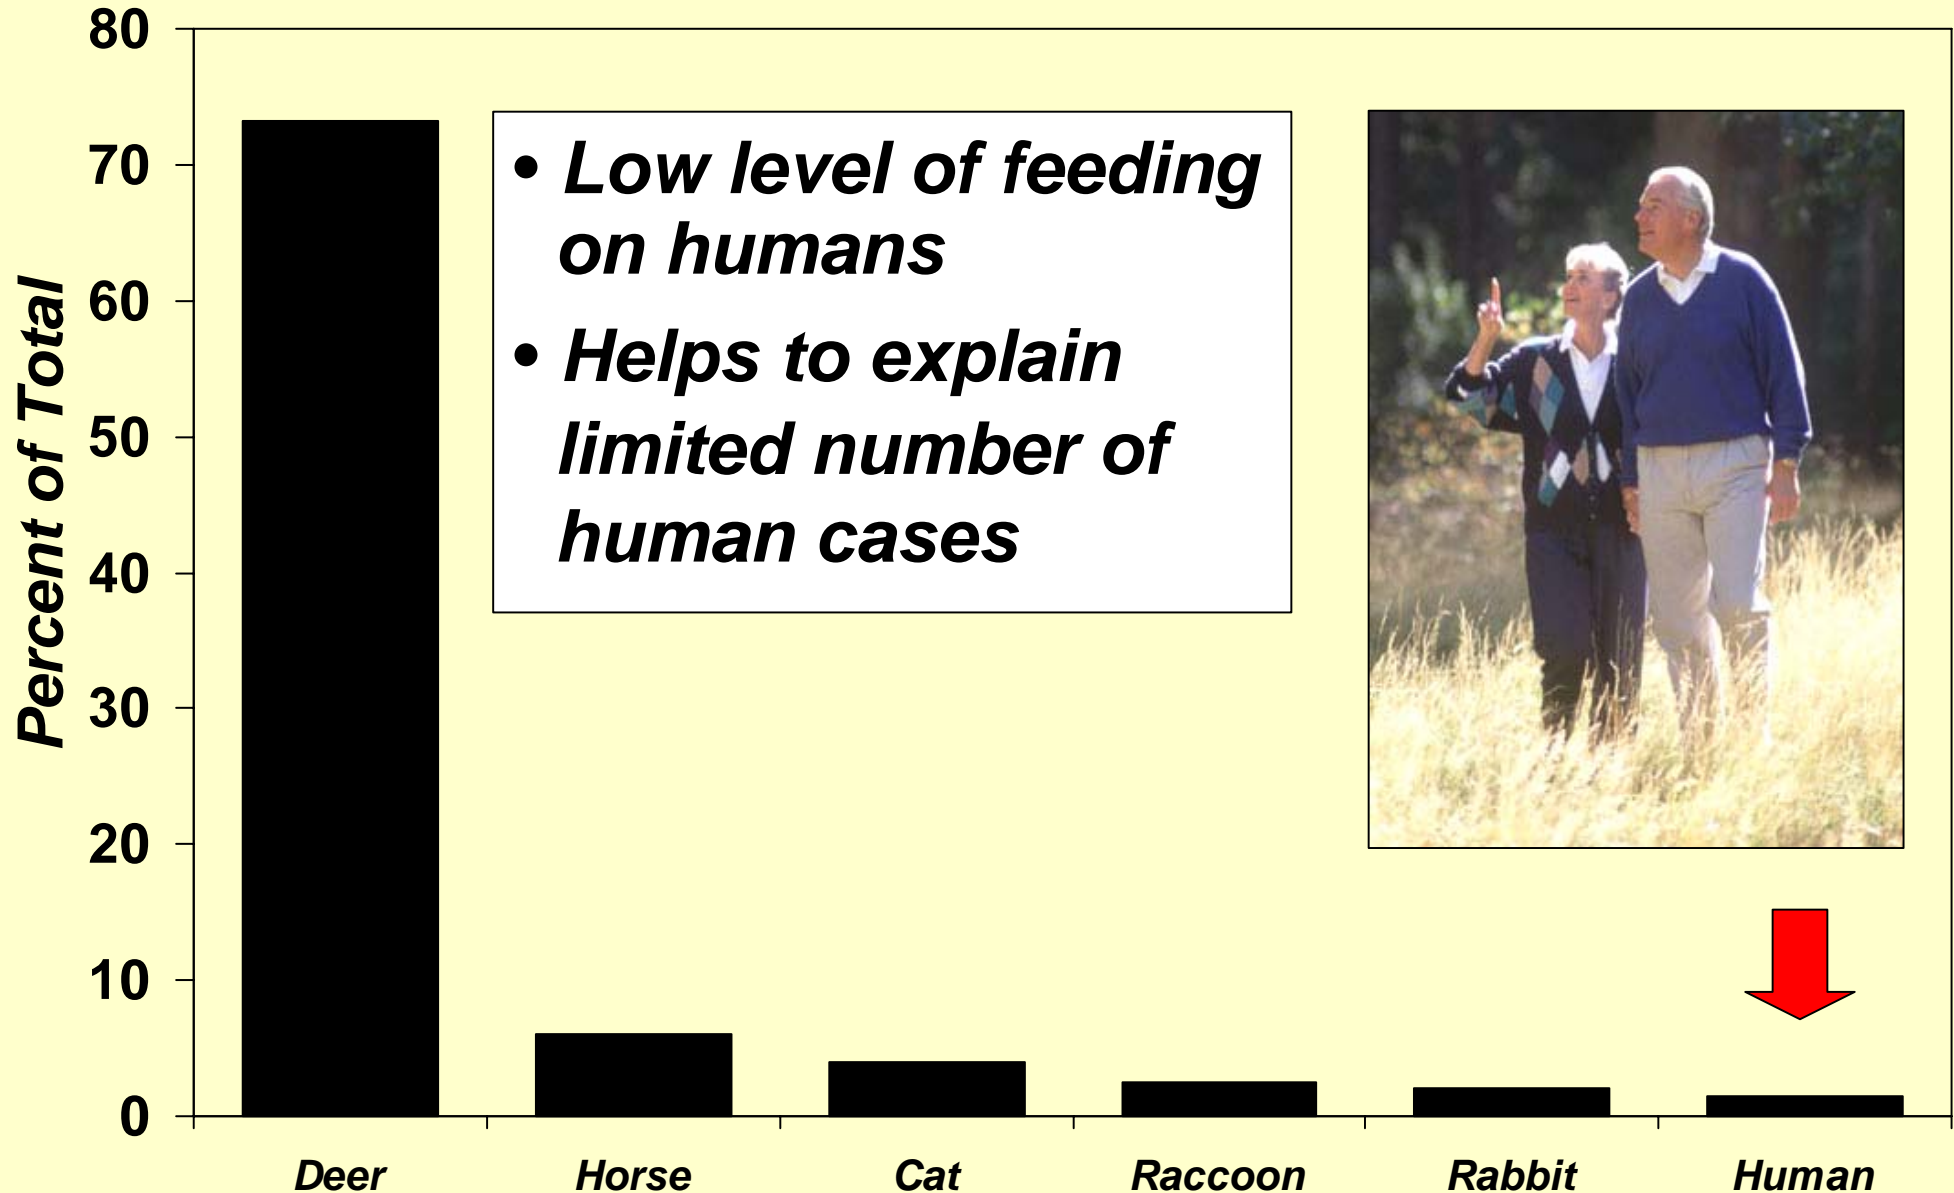 80
70
60
50
40
30
20
10
0
Percent of Total
• Low level of feeding
on humans
• Helps to explain
limited number of
human cases
Deer Horse Cat Raccoon Rabbit Human